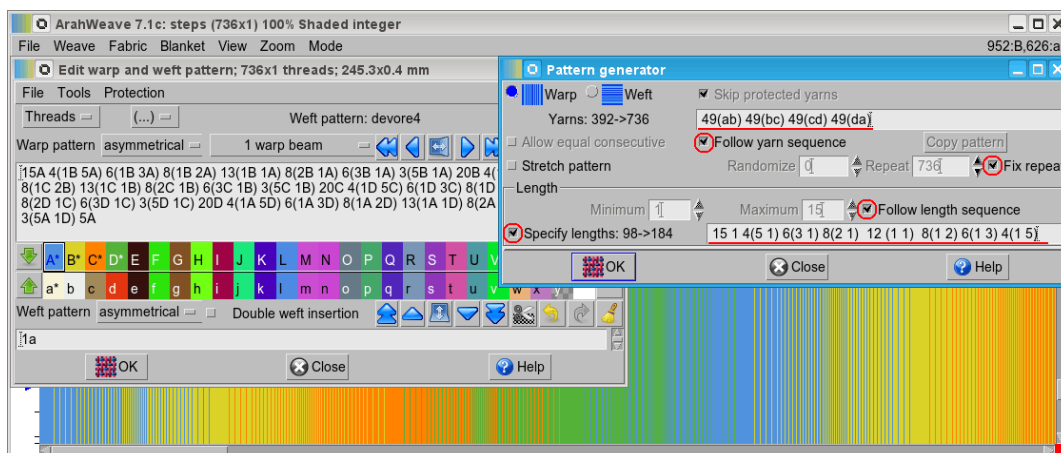 ArahWeave 7.1c: steps (736x1) 100% Shaded integer
File Weave Fabric Blanket View Zoom Mode
952:B,626:a
Edit warp and weft pattern; 736x1 threads; 245.3x0.4 mm
File Tools Protection
Threads
(...)
Weft pattern: devore4
Warp pattern asymmetrical
1 warp beam
15A 4(1B 5A) 6(1B 3A) 8(1B 2A) 13(1B 1A) 8(2B 1A) 6(3B 1A) 3(5B 1A) 20B 4(
8(1C 2B) 13(1C 1B) 8(2C 1B) 6(3C 1B) 3(5C 1B) 20C 4(1D 5C) 6(1D 3C) 8(1D
8(2D 1C) 6(3D 1C) 3(5D 1C) 20D 4(1A 5D) 6(1A 3D) 8(1A 2D) 13(1A 1D) 8(2A
3(5A 1D) 5A
A* B* C* D* E F G H I J K L M N O P Q R S T U V
a* b c d e f g h i j k l m n o p q r s t u v w x y
Weft pattern asymmetrical
Double weft insertion
1a
OK
Close
Help
Pattern generator
Warp
Weft
Skip protected yarns
Yarns: 392->736
49(ab) 49(bc) 49(cd) 49(da)
Allow equal consecutive
Follow yarn sequence
Copy pattern
Stretch pattern
Randomize 0
Repeat 736
Fix repea
Length
Minimum 1
Maximum 15
Follow length sequence
Specify lengths: 98->184
15 1 4(5 1) 6(3 1) 8(2 1) 12 (1 1) 8(1 2) 6(1 3) 4(1 5)
OK
Close
Help